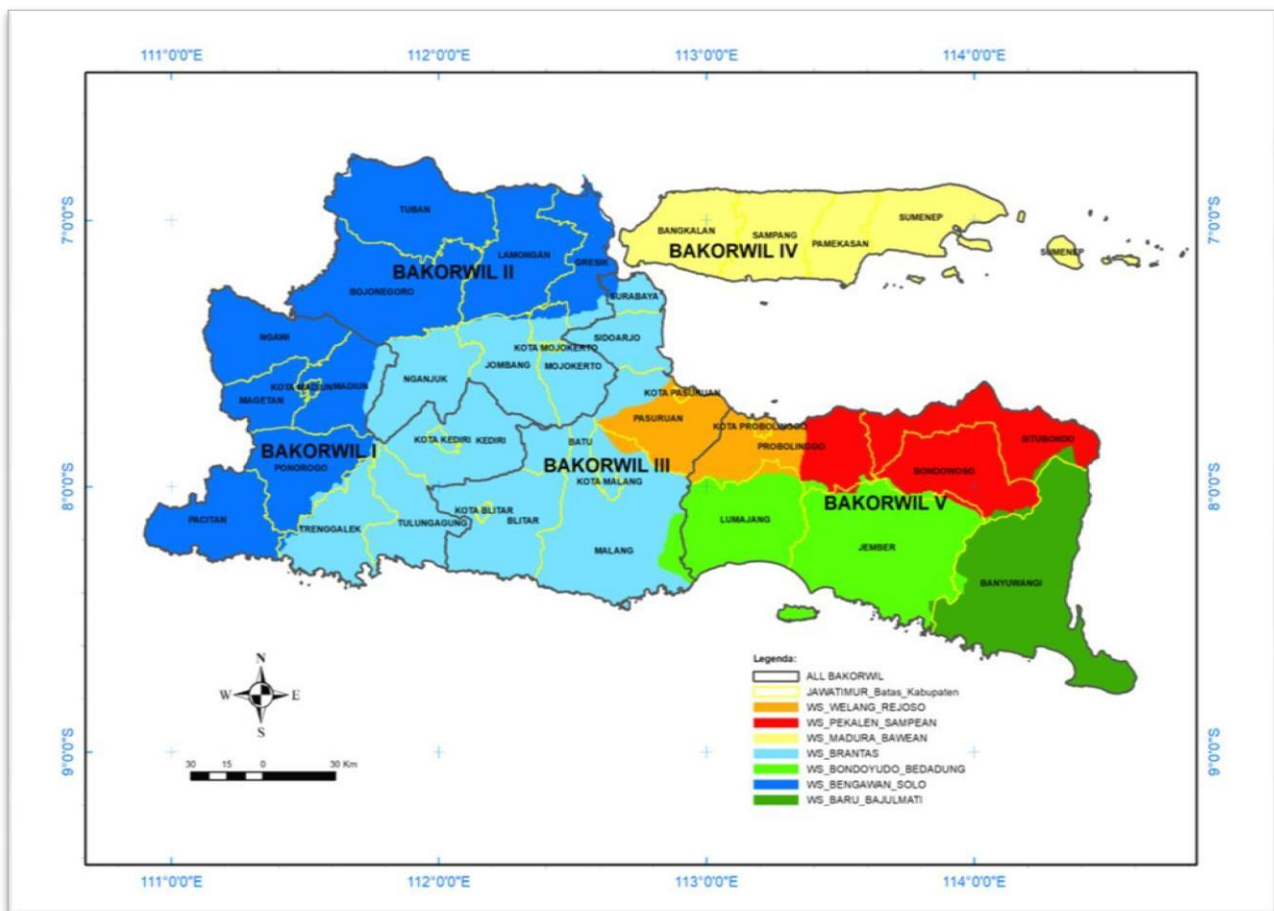 111°0'0"E 112°0'0"E 113°0'0"E 114°0'0"E
7°0'0"S 7°0'0"S
TUBAN
LAMONGAN
GRESIK
BAKORWIL II
BOJONEGORO
BANGKALAN
SAMPANG
PAMEKASAN
SUMENEP
BAKORWIL IV
SUMENEP
SURABAYA
NGAWI
SIDOARJO
KOTA MOJOKERTO
JOMBANG
MOJOKERTO
NGANJUK
KOTA MADIUN
MADIUN
MAGETAN
KOTA PASURUAN
PASURUAN
KOTA PROBOLINGGO
PROBOLINGGO
SITUBONDO
BONDOWOSO
KOTA KEDIRI
KEDIRI
BATU
BAKORWIL I
PONOROGO
BAKORWIL III
KOTA MALANG
8°0'0"S 8°0'0"S
BAKORWIL V
PACITAN
TRENGGALEK
TULUNGAGUNG
KOTA BLITAR
BLITAR
MALANG
LUMAJANG
JEMBER
BANYUWANGI
N
W E
S
30 15 0 30 Km
9°0'0"S 9°0'0"S
Legenda:
ALL BAKORWIL
JAWATIMUR_Batas_Kabupaten
WS_WELANG_REJOSO
WS_PEKALEN_SAMPEAN
WS_MADURA_BAWEAN
WS_BRANTAS
WS_BONDOYUDO_BEDADUNG
WS_BENGAWAN_SOLO
WS_BARU_BAJULMATI
111°0'0"E 112°0'0"E 113°0'0"E 114°0'0"E